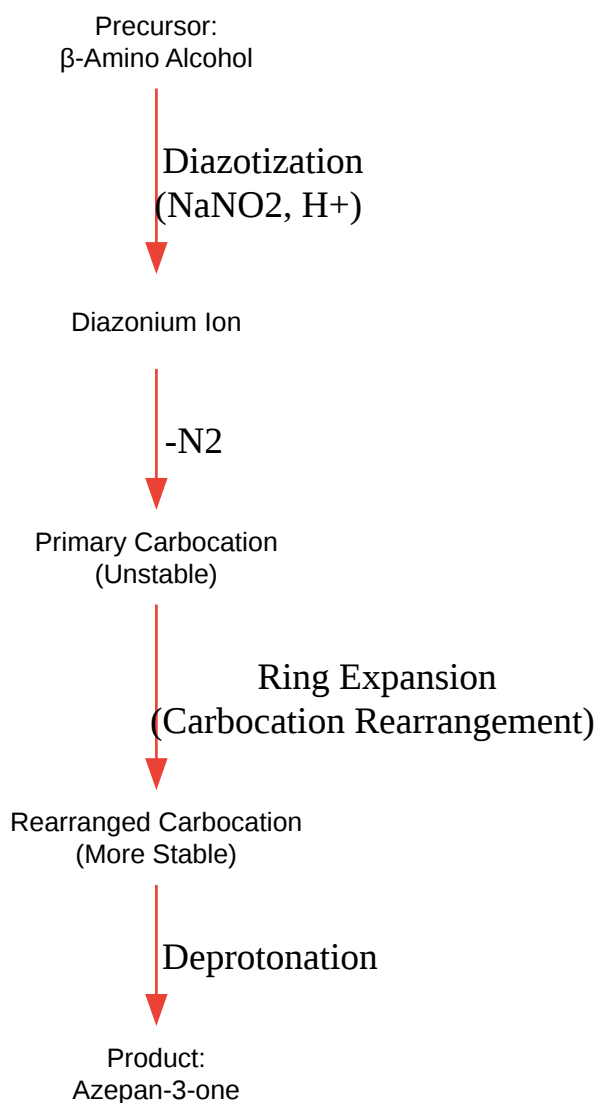 Precursor:
β-Amino Alcohol
Diazotization
(NaNO2, H+)
Diazonium Ion
-N2
Primary Carbocation
(Unstable)
Ring Expansion
(Carbocation Rearrangement)
Rearranged Carbocation
(More Stable)
Deprotonation
Product:
Azepan-3-one